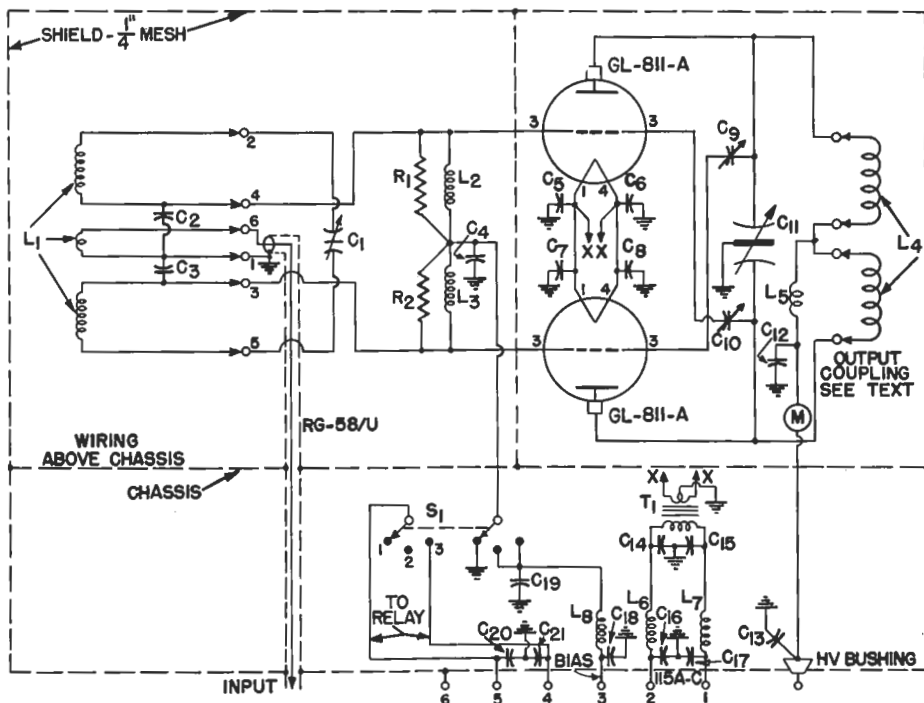 SHIELD-1/4" MESH
GL-811-A
3
3
C9
2
R1
L2
L1
4
C2
6
C5
1
4
C6
C11
L4
C1
C4
X X
1
C3
3
C7
C8
L5
R2
L3
1
4
C10
C12
5
3
3
OUTPUT
COUPLING
SEE TEXT
M
GL-811-A
RG-58/U
WIRING
ABOVE CHASSIS
CHASSIS
X
X
T1
S1
1
2
3
C14
C15
C19
TO
RELAY
L8
C18
L6
C16
L7
C13
C20
C21
BIAS
C17
HV BUSHING
INPUT
115A-C
6
5
4
3
2
1